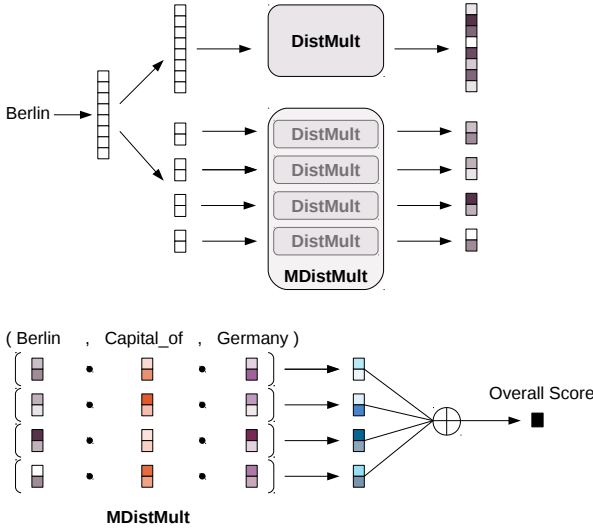 DistMult
Berlin
DistMult
DistMult
DistMult
DistMult
MDistMult
( Berlin , Capital_of , Germany )
Overall Score
MDistMult